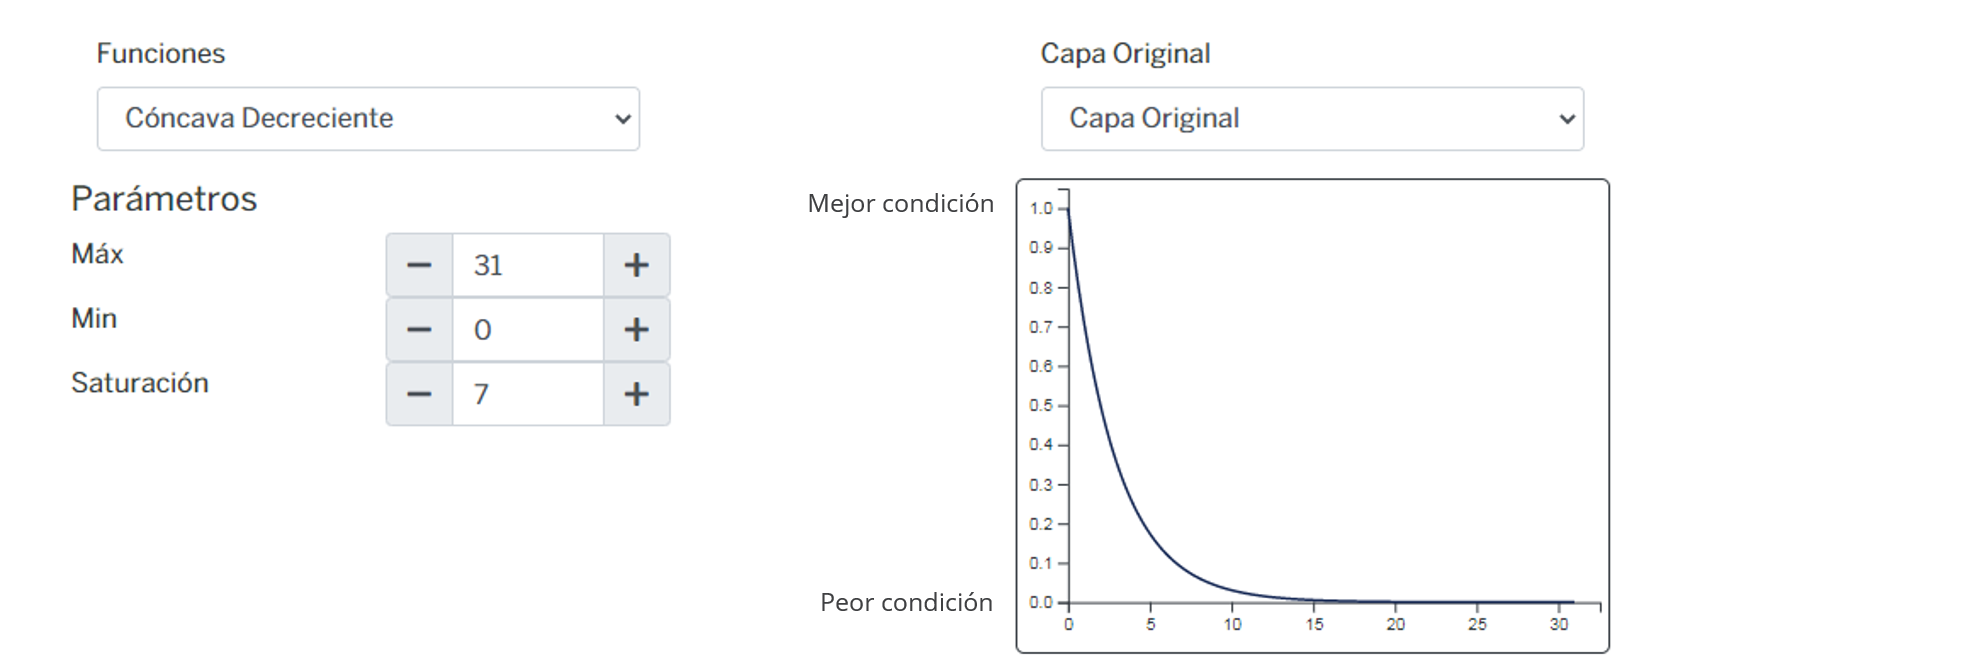 Funciones
Cóncava Decreciente
Parámetros
Máx
31
Min
0
Saturación
7
Capa Original
Capa Original
Mejor condición
Peor condición
1.0
0.9
0.8
0.7
0.6
0.5
0.4
0.3
0.2
0.1
0.0
0 5 10 15 20 25 30